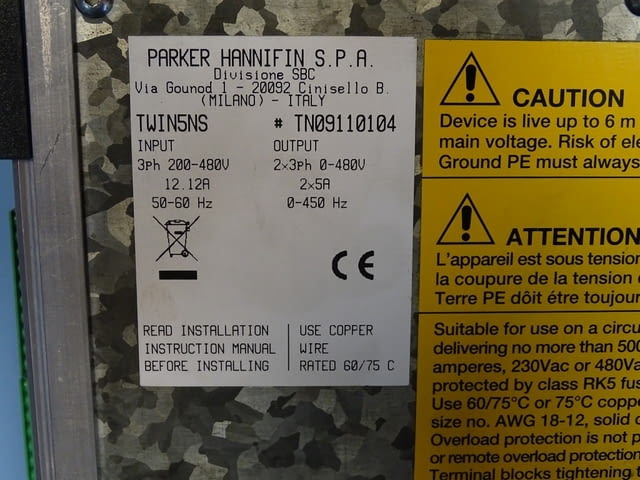 PARKER HANNIFIN S.P.A.
Divisione SBC
Via Gounod 1 - 20092 Cinisello B.
(MILANO) - ITALY
TWIN5NS # TN09110104
INPUT OUTPUT
3Ph 200-480V 2x3Ph 0-480V
12.12A 2x5A
50-60 Hz 0-450 Hz
CE
READ INSTALLATION
INSTRUCTION MANUAL
BEFORE INSTALLING
USE COPPER
WIRE
RATED 60/75 C
CAUTION
Device is live up to 6 m
main voltage. Risk of ele
Ground PE must always
ATTENTION
L'appareil est sous tension
la coupure de la tension
Terre PE dôit étre toujour
Suitable for use on a circu
delivering no more than 500
amperes, 230Vac or 480Va
protected by class RK5 fus
Use 60/75°C or 75°C coppe
size no. AWG 18-12, solid o
Overload protection is not p
or remote overload protection
Terminal blocks tightening t